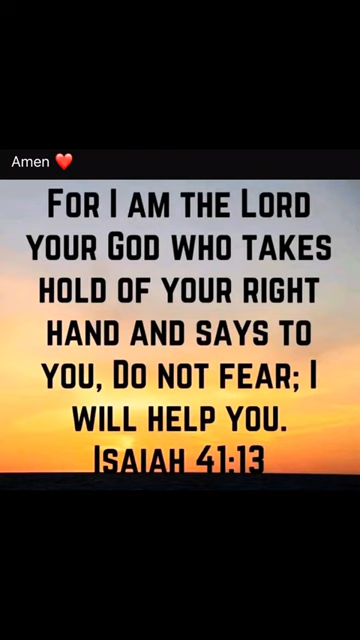 Amen ❤️
For I am the Lord
your God who takes
hold of your right
hand and says to
you, Do not fear; I
will help you.
Isaiah 41:13